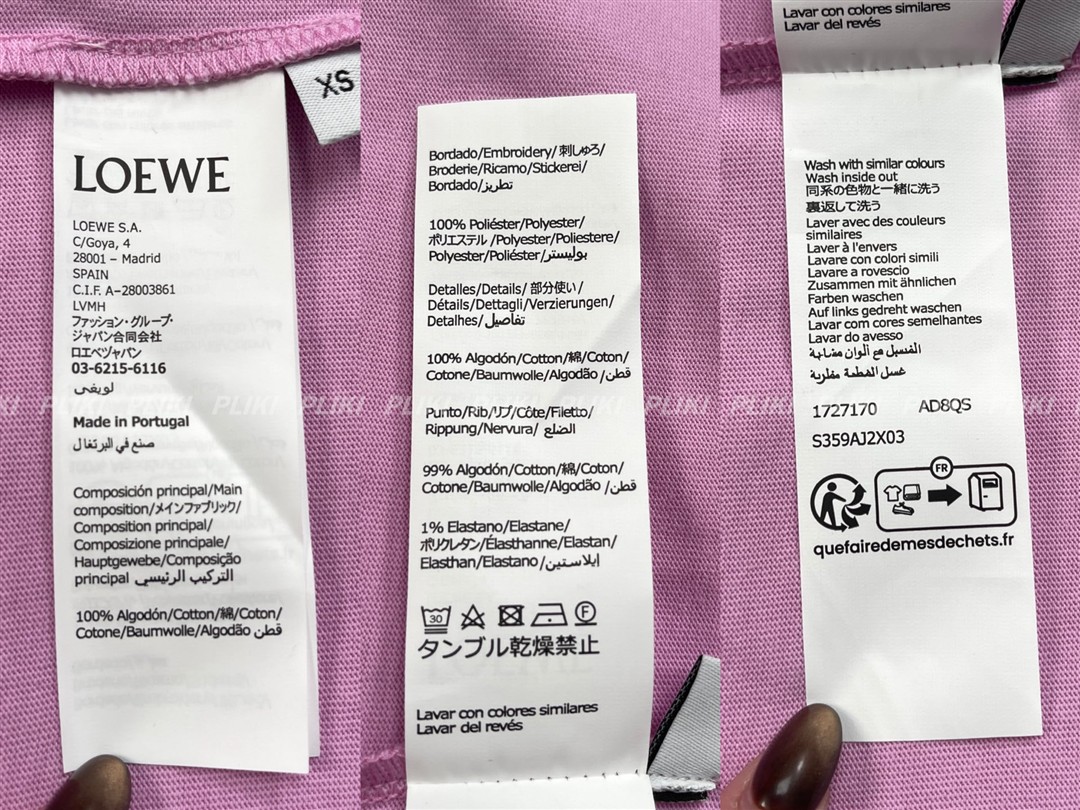 XS
LOEWE
LOEWE S.A.
C/Goya, 4
28001 – Madrid
SPAIN
C.I.F. A-28003861
LVMH
ファッション・グループ・
ジャパン合同会社
ロエベジャパン
03-6215-6116
لويفي
Made in Portugal
صنع في البرتغال
Composición principal/Main
composition/メインファブリック/
Composition principal/
Composizione principale/
Hauptgewebe/Composição
principal التركيب الرئيسي
100% Algodón/Cotton/綿/Coton/
Cotone/Baumwolle/Algodão قطن
Bordado/Embroidery/刺しゅう/
Broderie/Ricamo/Stickerei/
Bordado/تطريز
100% Poliéster/Polyester/
ポリエステル /Polyester/Poliestere/
Polyester/Poliéster/بوليستر
Detalles/Details/ 部分使い/
Détails/Dettagli/Verzierungen/
Detalhes/تفاصيل
100% Algodón/Cotton/綿/Coton/
Cotone/Baumwolle/Algodão /قطن
Punto/Rib/リブ/Côte/Filetto/
Rippung/Nervura/ الضلع
99% Algodón/Cotton/綿/Coton/
Cotone/Baumwolle/Algodão /قطن
1% Elastano/Elastane/
ポリウレタン/Élasthanne/Elastan/
Elasthan/Elastano/إيلاستين
30 F
タンブル乾燥禁止
Lavar con colores similares
Lavar del revés
Lavar con colores similares
Lavar del revés
Wash with similar colours
Wash inside out
同系の色物と一緒に洗う
裏返して洗う
Laver avec des couleurs
similaires
Laver à l'envers
Lavare con colori simili
Lavare a rovescio
Zusammen mit ähnlichen
Farben waschen
Auf links gedreht waschen
Lavar com cores semelhantes
Lavar do avesso
الغسيل مع ألوان مشابهة
غسل القطعة مقلوبة
1727170 AD8QS
S359AJ2X03
FR
quefairedemesdechets.fr
PLIKI PLIKI PLIKI PLIKI PLIKI PLIKI PLIKI PLIKI